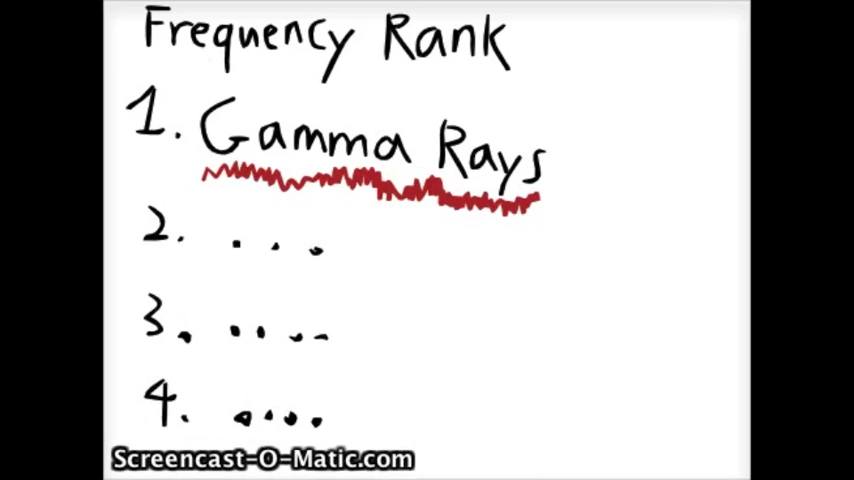 Frequency Rank
1. Gamma Rays
2. ...
3. ....
4. ....
Screencast-O-Matic.com